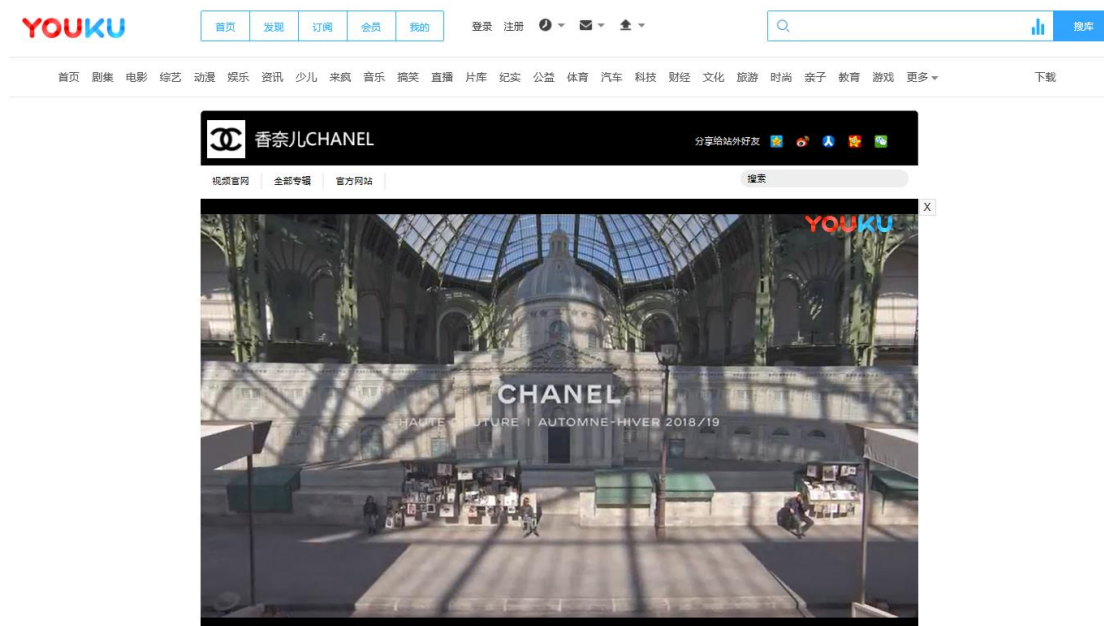 YOUKU
首页 发现 订阅 会员 我的 登录 注册 搜库
首页 剧集 电影 综艺 动漫 娱乐 资讯 少儿 来疯 音乐 搞笑 直播 片库 纪实 公益 体育 汽车 科技 财经 文化 旅游 时尚 亲子 教育 游戏 更多 下载
香奈儿CHANEL 分享给站外好友
视频官网 全部专辑 官方网站 搜索
X
YOUKU
CHANEL
HAUTE COUTURE | AUTOMNE-HIVER 2018/19